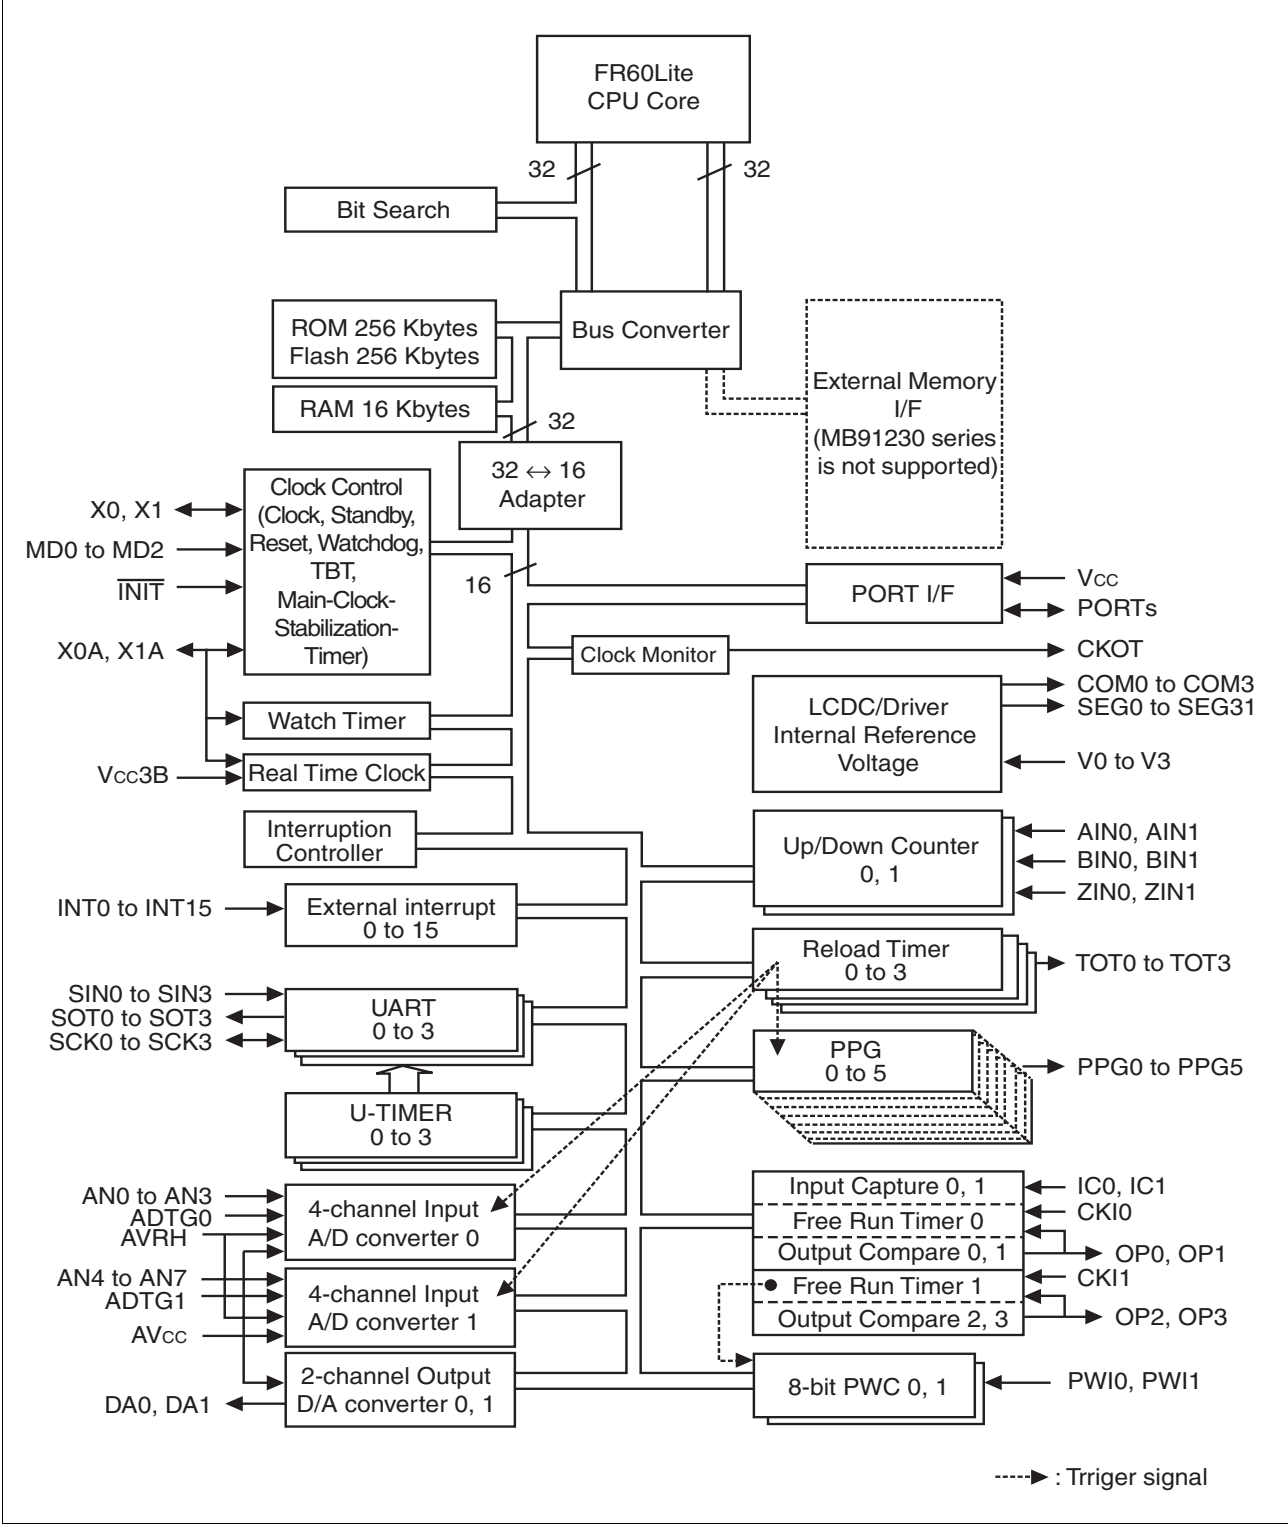 FR60Lite
CPU Core
32
32
Bit Search
ROM 256 Kbytes
Flash 256 Kbytes
Bus Converter
RAM 16 Kbytes
External Memory
I/F
(MB91230 series
is not supported)
32
32 ↔ 16
Adapter
16
X0, X1
MD0 to MD2
INIT
X0A, X1A
Clock Control
(Clock, Standby,
Reset, Watchdog,
TBT,
Main-Clock-
Stabilization-
Timer)
PORT I/F
VCC
PORTs
Clock Monitor
CKOT
Watch Timer
VCC3B
Real Time Clock
LCDC/Driver
Internal Reference
Voltage
COM0 to COM3
SEG0 to SEG31
V0 to V3
Interruption
Controller
Up/Down Counter
0, 1
AIN0, AIN1
BIN0, BIN1
ZIN0, ZIN1
INT0 to INT15
External interrupt
0 to 15
Reload Timer
0 to 3
TOT0 to TOT3
SIN0 to SIN3
SOT0 to SOT3
SCK0 to SCK3
UART
0 to 3
PPG
0 to 5
PPG0 to PPG5
U-TIMER
0 to 3
AN0 to AN3
ADTG0
AVRH
4-channel Input
A/D converter 0
AN4 to AN7
ADTG1
AVCC
4-channel Input
A/D converter 1
Input Capture 0, 1
Free Run Timer 0
Output Compare 0, 1
Free Run Timer 1
Output Compare 2, 3
IC0, IC1
CKI0
OP0, OP1
CKI1
OP2, OP3
2-channel Output
D/A converter 0, 1
DA0, DA1
8-bit PWC 0, 1
PWI0, PWI1
: Trriger signal